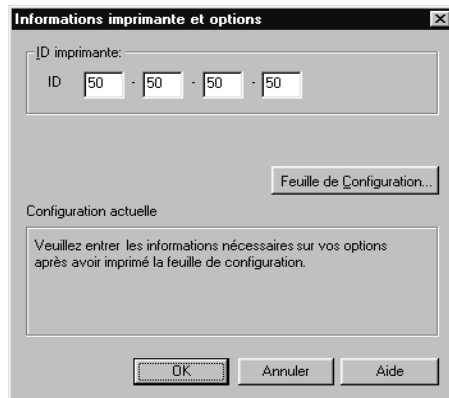 Informations imprimante et options
ID imprimante:
ID 50 - 50 - 50 - 50
Feuille de Configuration...
Configuration actuelle
Veuillez entrer les informations nécessaires sur vos options
après avoir imprimé la feuille de configuration.
OK Annuler Aide